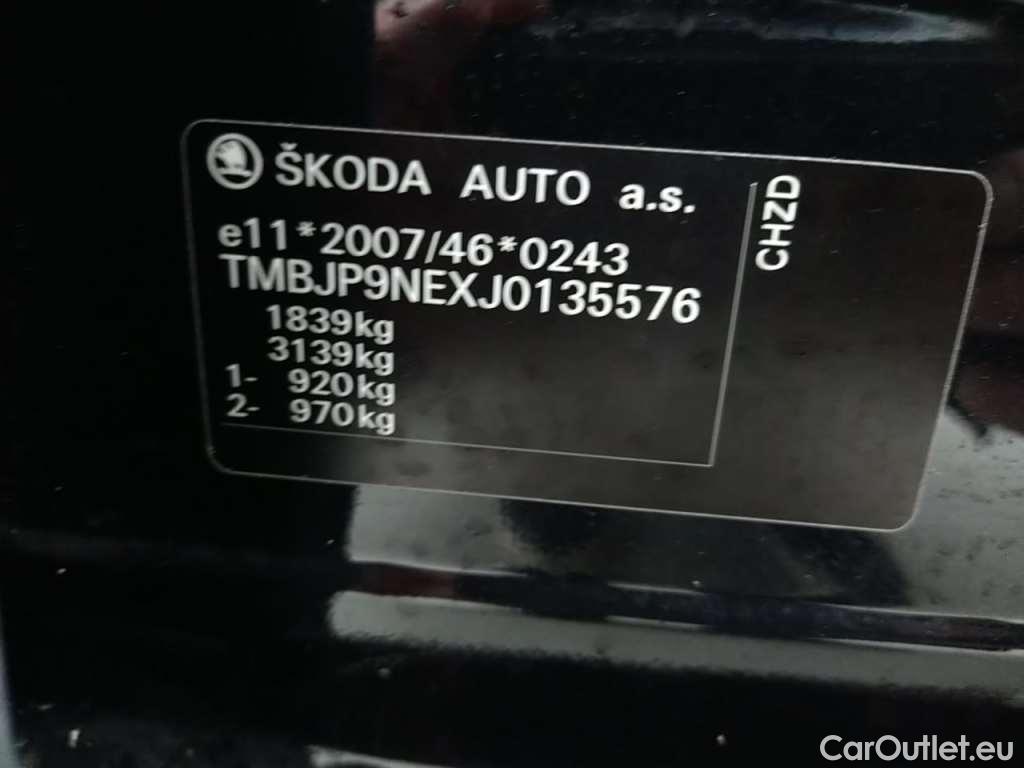 ŠKODA AUTO a.s.
e11*2007/46*0243
TMBJP9NEXJ0135576
1839kg
3139kg
1- 920kg
2- 970kg
CHZD
CarOutlet.eu